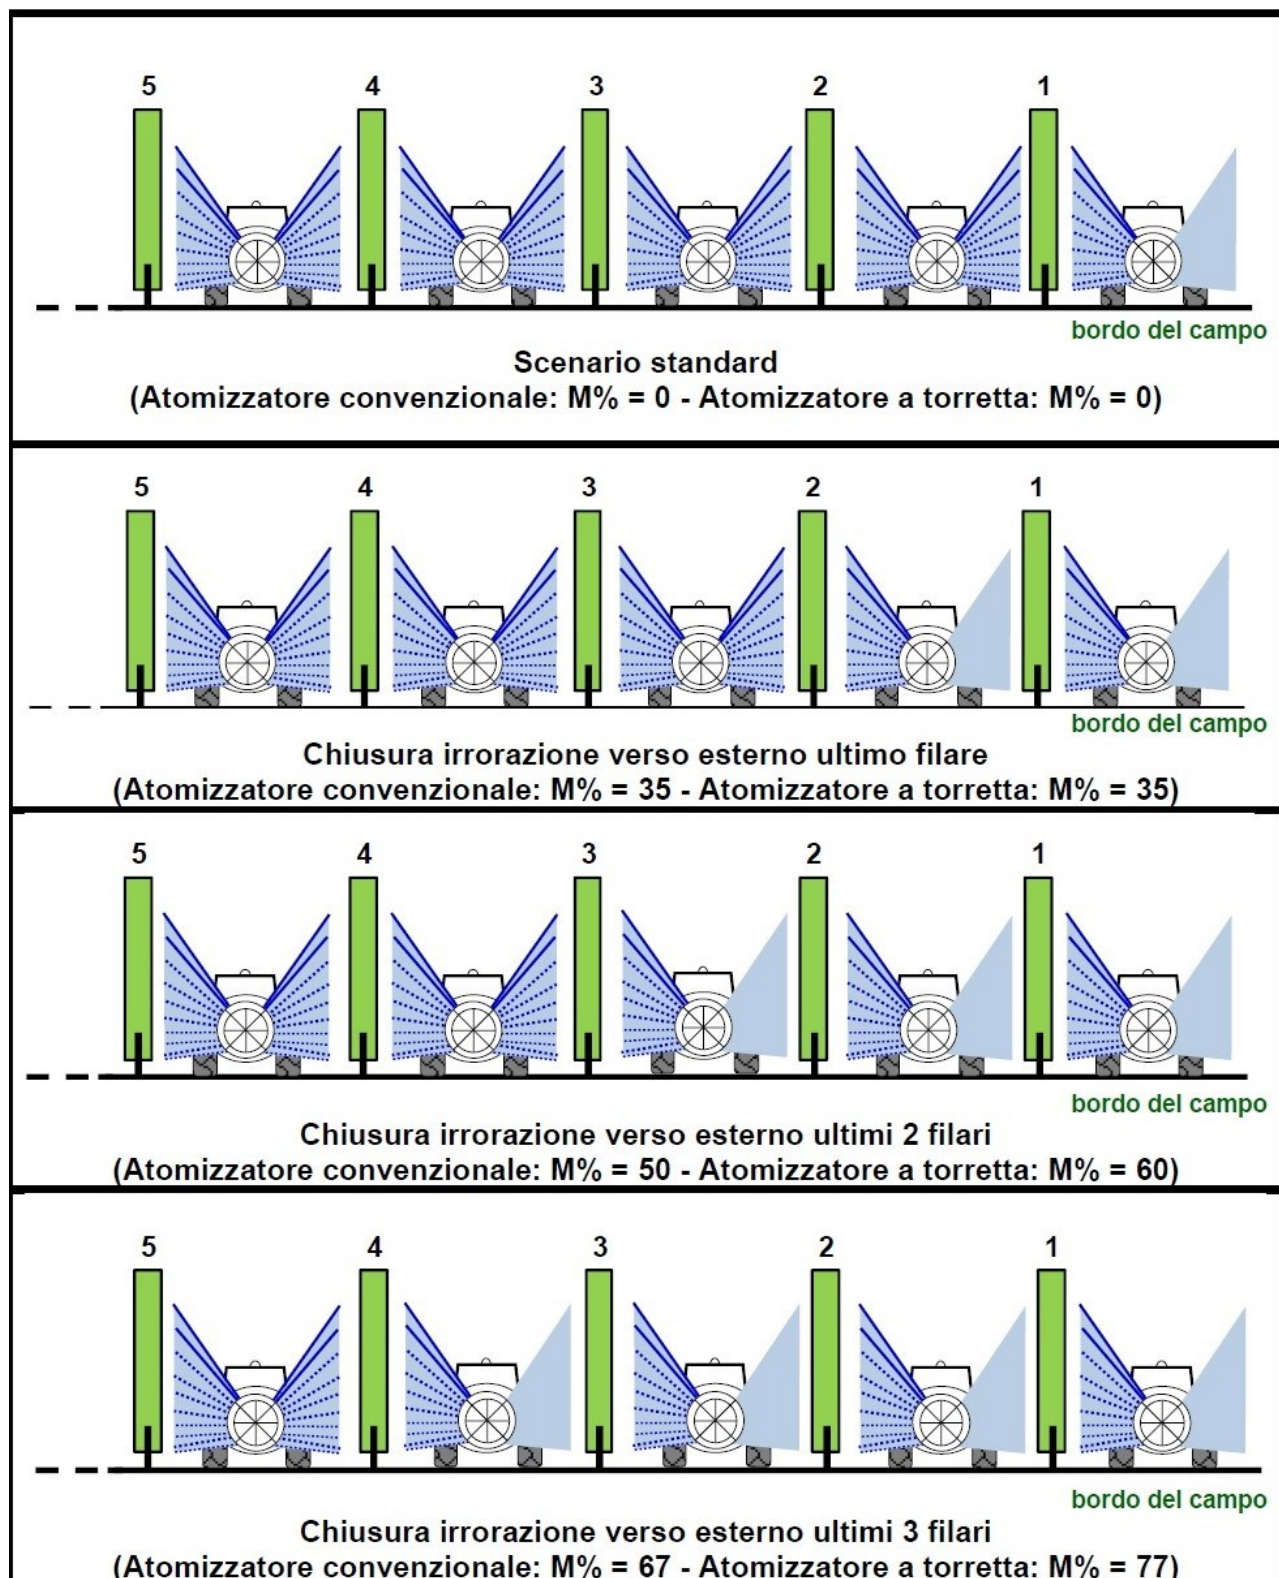 5 4 3 2 1
bordo del campo
Scenario standard
(Atomizzatore convenzionale: M% = 0 - Atomizzatore a torretta: M% = 0)
5 4 3 2 1
bordo del campo
Chiusura irrorazione verso esterno ultimo filare
(Atomizzatore convenzionale: M% = 35 - Atomizzatore a torretta: M% = 35)
5 4 3 2 1
bordo del campo
Chiusura irrorazione verso esterno ultimi 2 filari
(Atomizzatore convenzionale: M% = 50 - Atomizzatore a torretta: M% = 60)
5 4 3 2 1
bordo del campo
Chiusura irrorazione verso esterno ultimi 3 filari
(Atomizzatore convenzionale: M% = 67 - Atomizzatore a torretta: M% = 77)